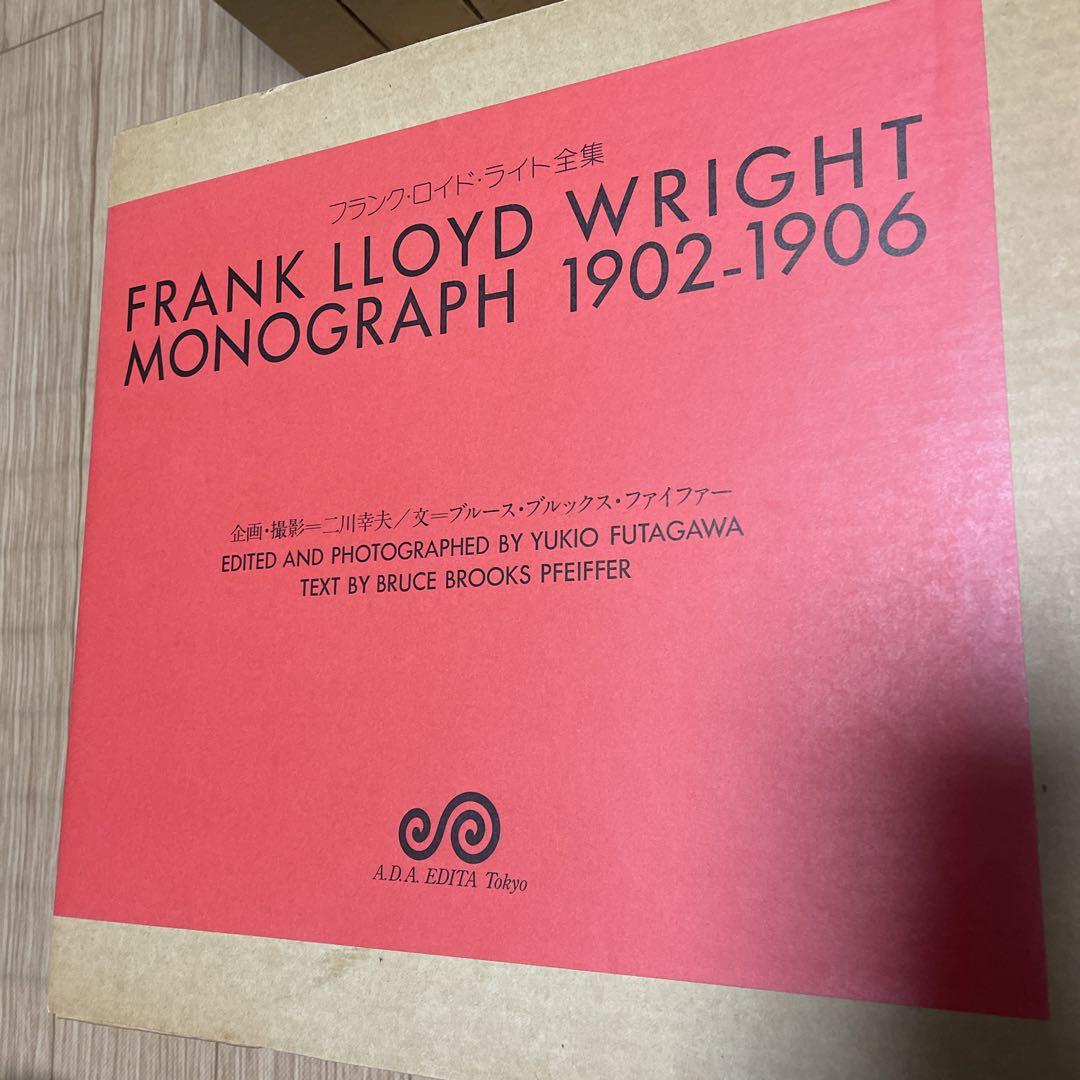 フランク・ロイド・ライト全集
FRANK LLOYD WRIGHT
MONOGRAPH 1902-1906
企画・撮影=二川幸夫/文=ブルース・ブルックス・ファイファー
EDITED AND PHOTOGRAPHED BY YUKIO FUTAGAWA
TEXT BY BRUCE BROOKS PFEIFFER
A.D.A. EDITA Tokyo